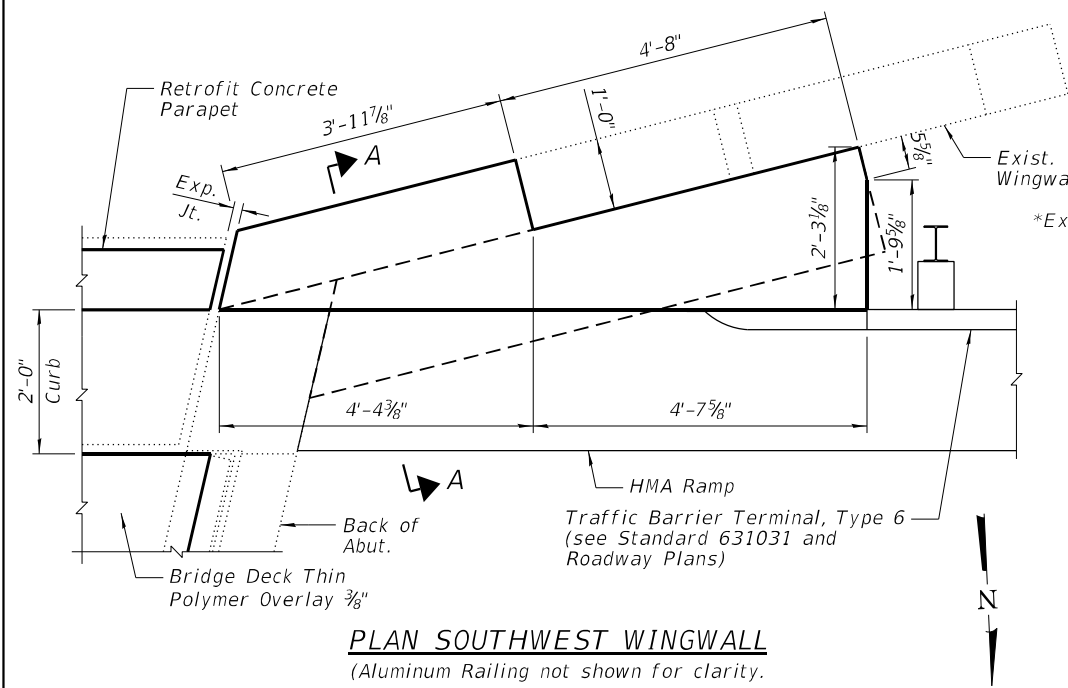 4'-8"
Retrofit Concrete
Parapet
3'-11⅞"
1'-0"
A
5⅝"
Exist.
Wingwa
Exp.
Jt.
*Ex
2'-3⅛"
1'-9⅝"
2'-0"
Curb
4'-4⅜"
4'-7⅝"
A
HMA Ramp
Traffic Barrier Terminal, Type 6
(see Standard 631031 and
Roadway Plans)
Back of
Abut.
Bridge Deck Thin
Polymer Overlay ⅜"
N
PLAN SOUTHWEST WINGWALL
(Aluminum Railing not shown for clarity.